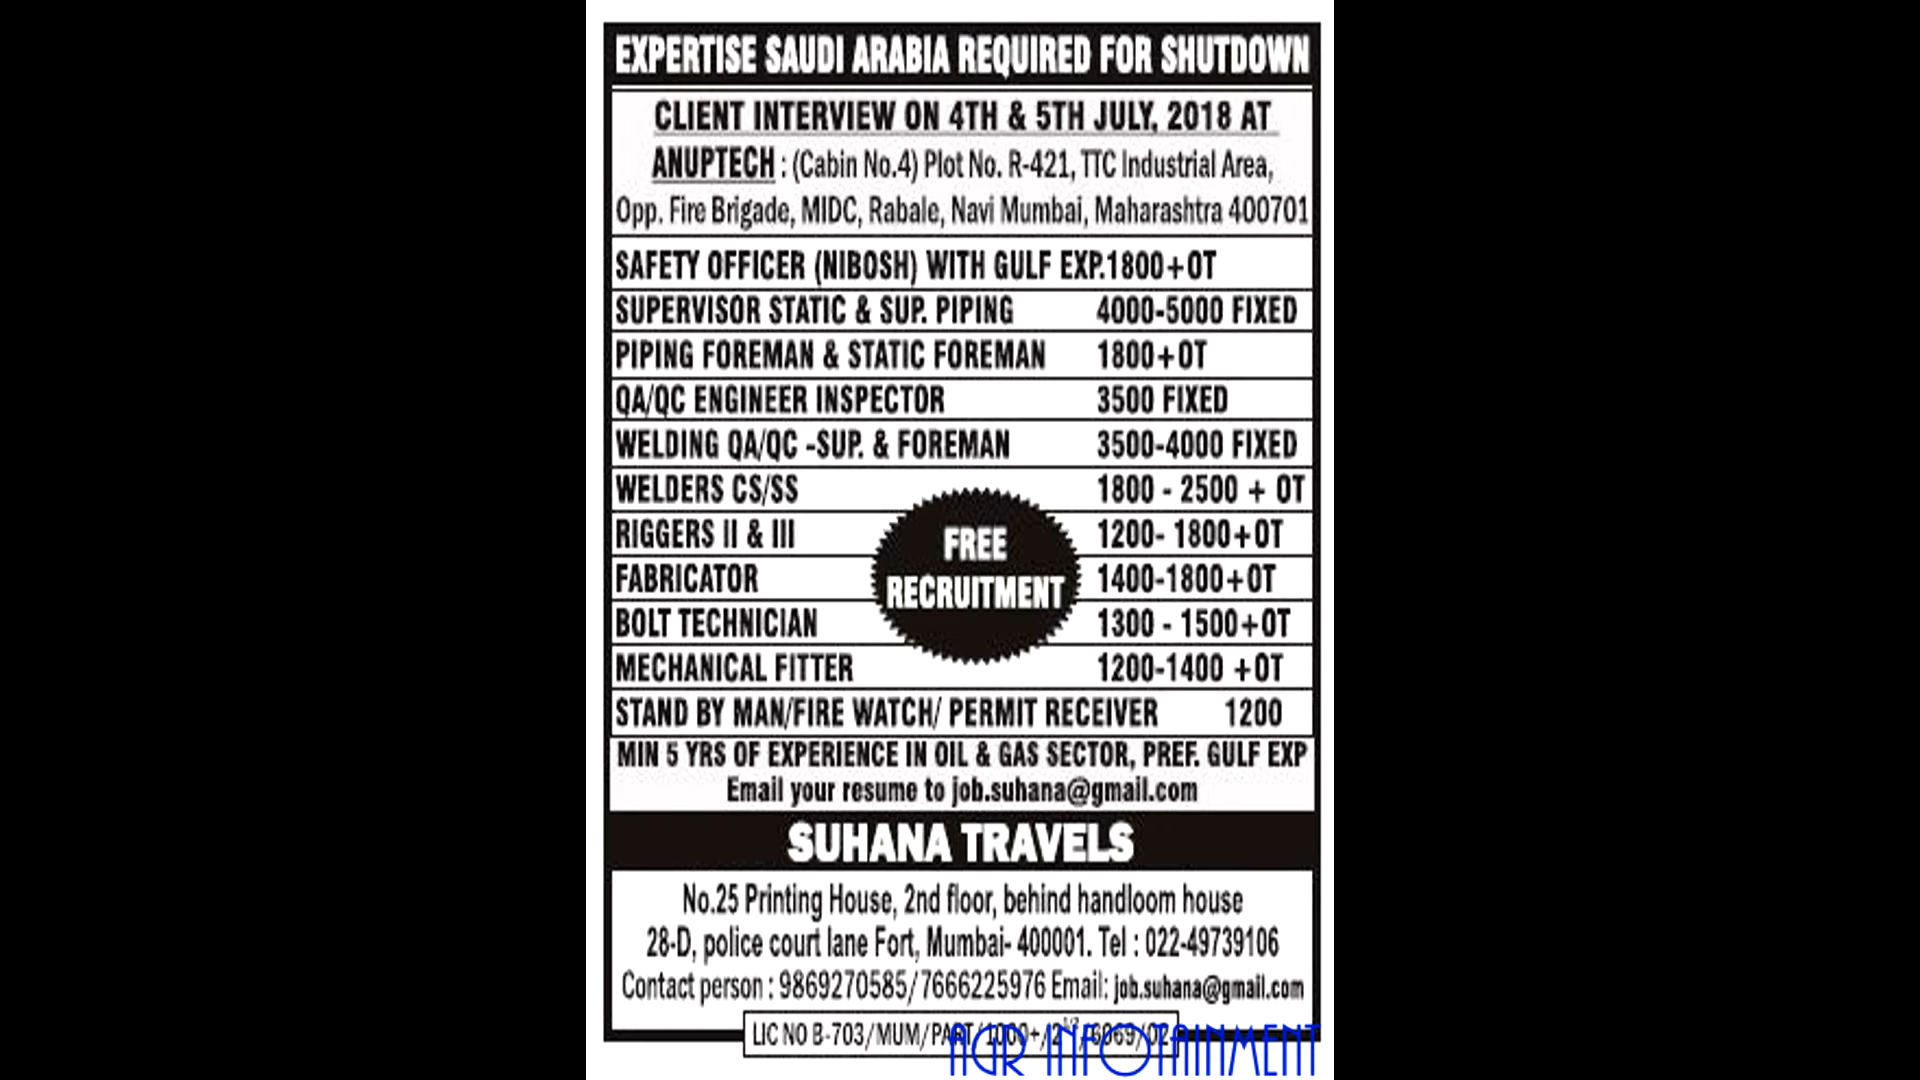 EXPERTISE SAUDI ARABIA REQUIRED FOR SHUTDOWN
CLIENT INTERVIEW ON 4TH & 5TH JULY, 2018 AT
ANUPTECH : (Cabin No.4) Plot No. R-421, TTC Industrial Area,
Opp. Fire Brigade, MIDC, Rabale, Navi Mumbai, Maharashtra 400701
SAFETY OFFICER (NIBOSH) WITH GULF EXP.1800+OT
SUPERVISOR STATIC & SUP. PIPING 4000-5000 FIXED
PIPING FOREMAN & STATIC FOREMAN 1800+OT
QA/QC ENGINEER INSPECTOR 3500 FIXED
WELDING QA/QC -SUP. & FOREMAN 3500-4000 FIXED
WELDERS CS/SS 1800 - 2500 + OT
RIGGERS II & III 1200- 1800+OT
FABRICATOR 1400-1800+OT
BOLT TECHNICIAN 1300 - 1500+OT
MECHANICAL FITTER 1200-1400 +OT
FREE
RECRUITMENT
STAND BY MAN/FIRE WATCH/ PERMIT RECEIVER 1200
MIN 5 YRS OF EXPERIENCE IN OIL & GAS SECTOR, PREF. GULF EXP
Email your resume to job.suhana@gmail.com
SUHANA TRAVELS
No.25 Printing House, 2nd floor, behind handloom house
28-D, police court lane Fort, Mumbai- 400001. Tel : 022-49739106
Contact person : 9869270585/7666225976 Email: job.suhana@gmail.com
LIC NO B-703/MUM/PART/1000+/
AGR INFOTAINMENT